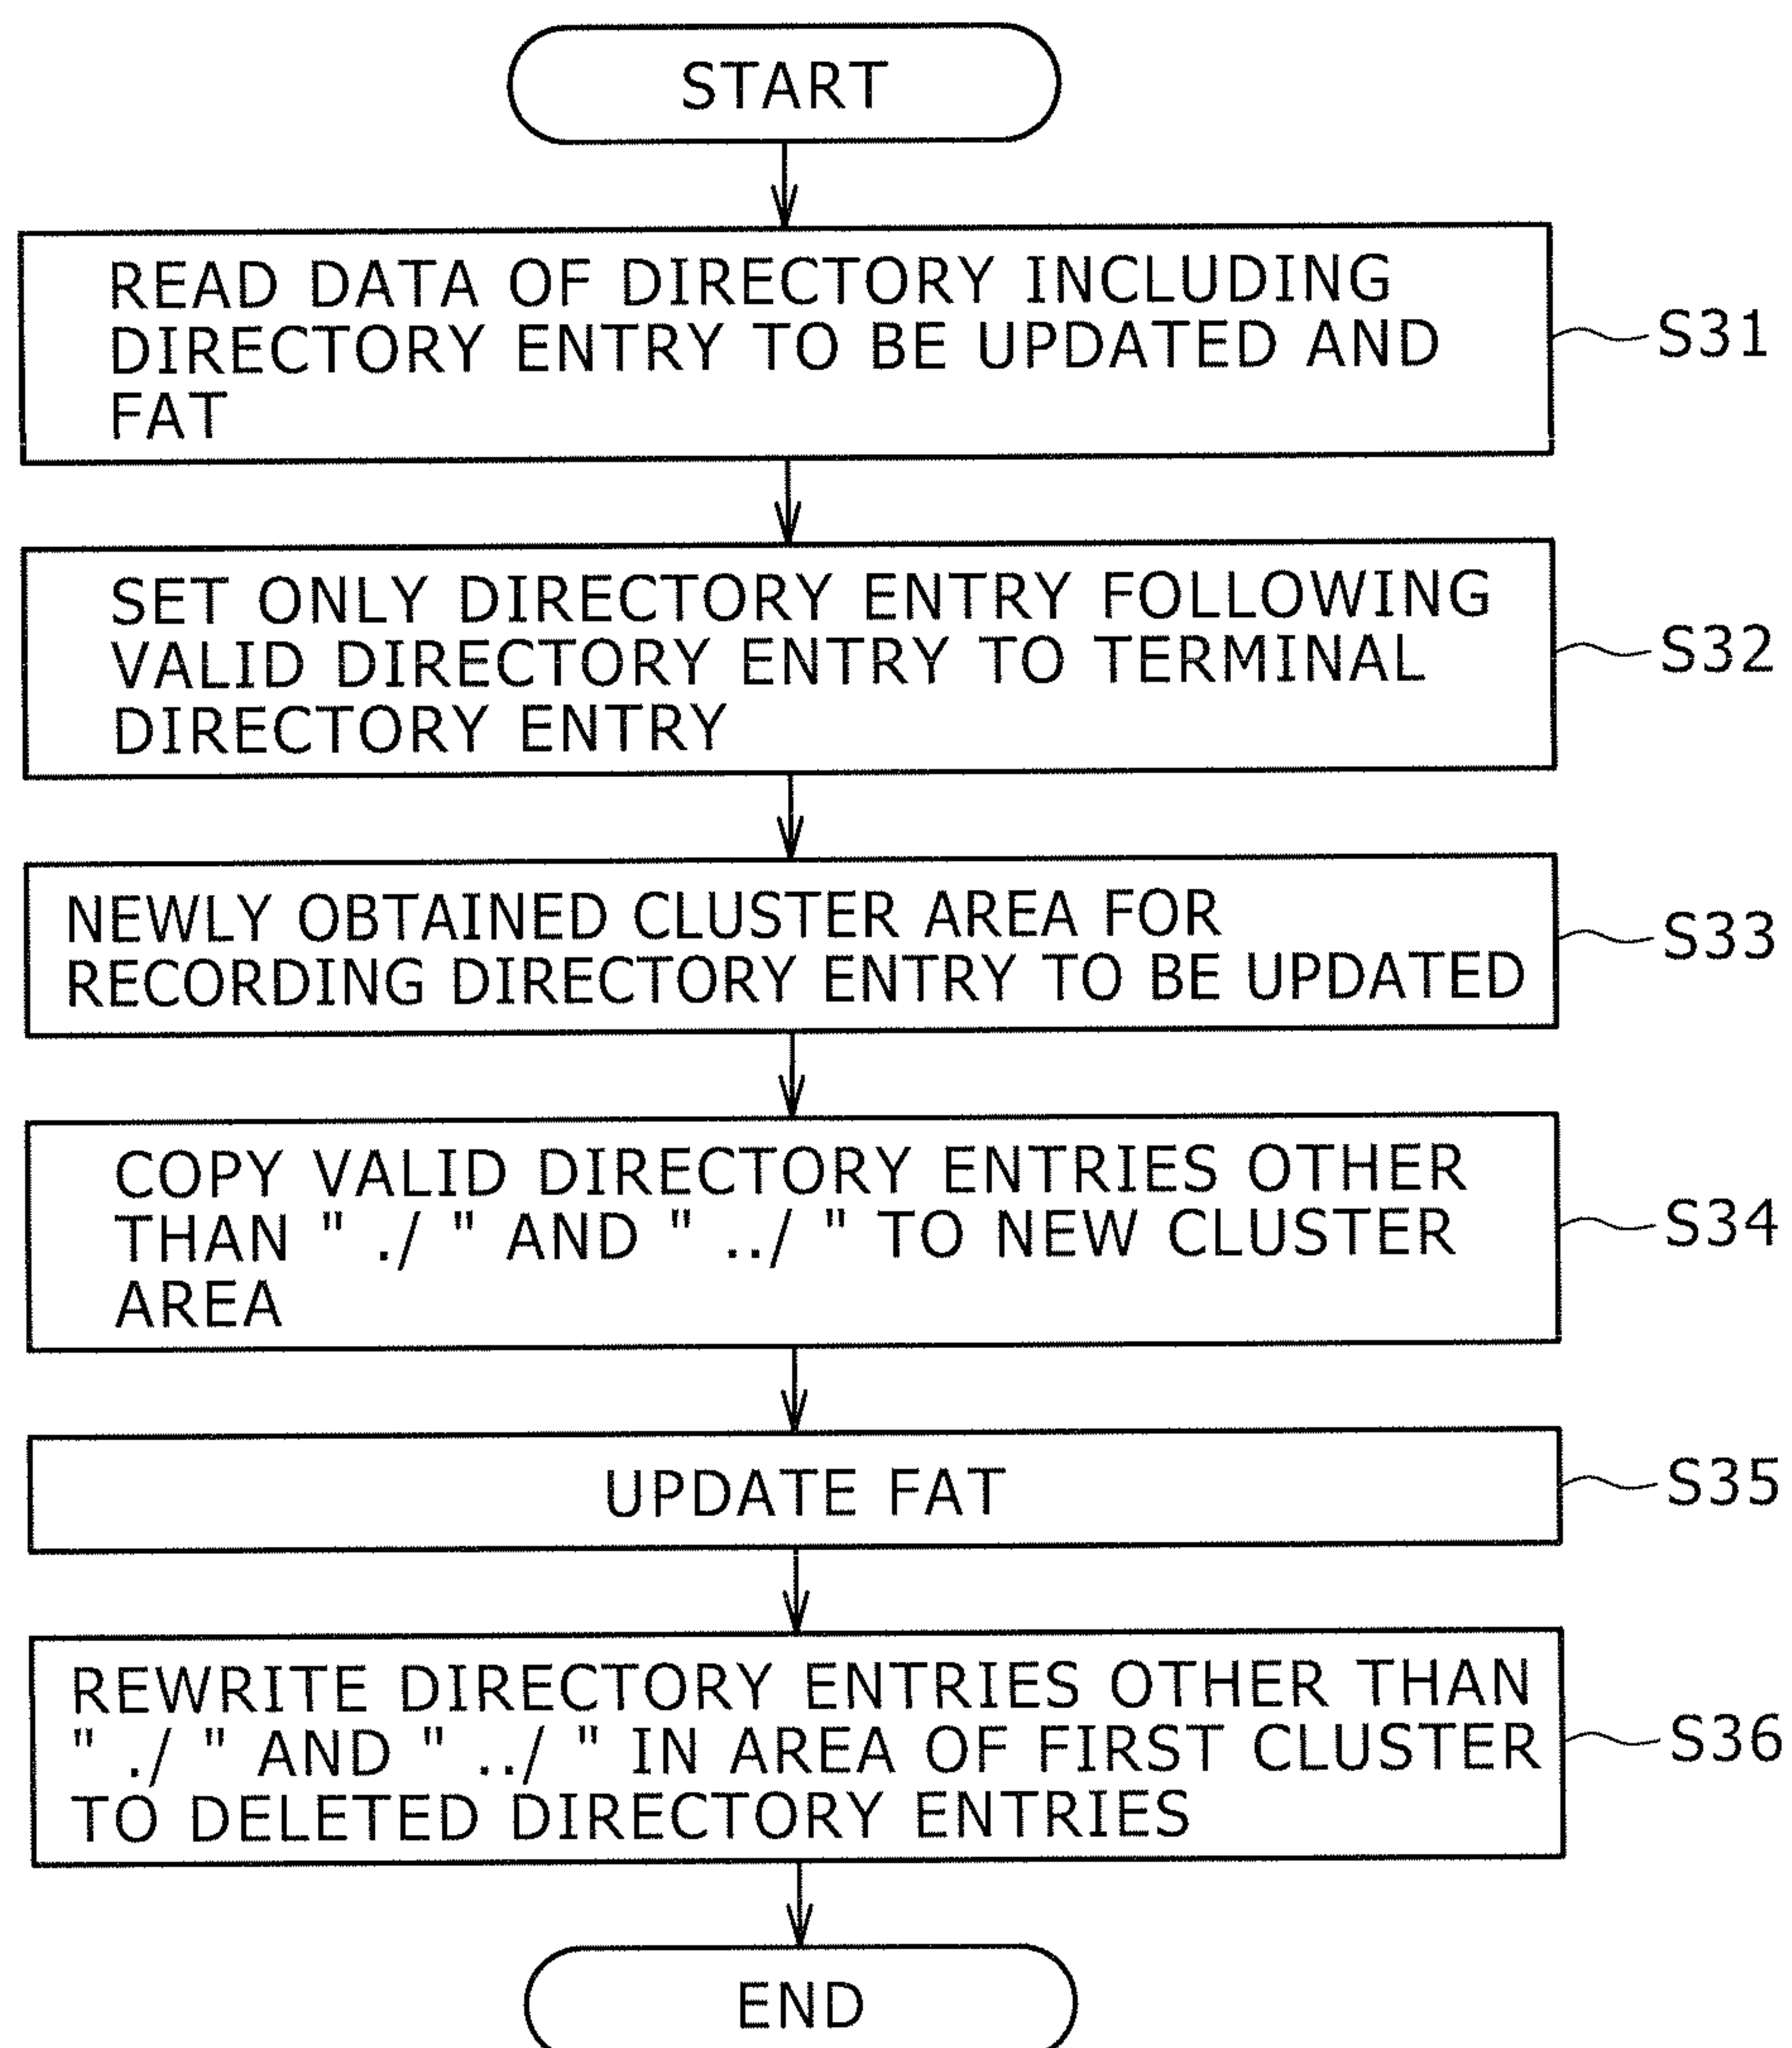 START
READ DATA OF DIRECTORY INCLUDING
DIRECTORY ENTRY TO BE UPDATED AND
FAT
S31
SET ONLY DIRECTORY ENTRY FOLLOWING
VALID DIRECTORY ENTRY TO TERMINAL
DIRECTORY ENTRY
S32
NEWLY OBTAINED CLUSTER AREA FOR
RECORDING DIRECTORY ENTRY TO BE UPDATED
S33
COPY VALID DIRECTORY ENTRIES OTHER
THAN " ./ " AND " ../ " TO NEW CLUSTER
AREA
S34
UPDATE FAT
S35
REWRITE DIRECTORY ENTRIES OTHER THAN
" ./ " AND " ../ " IN AREA OF FIRST CLUSTER
TO DELETED DIRECTORY ENTRIES
S36
END